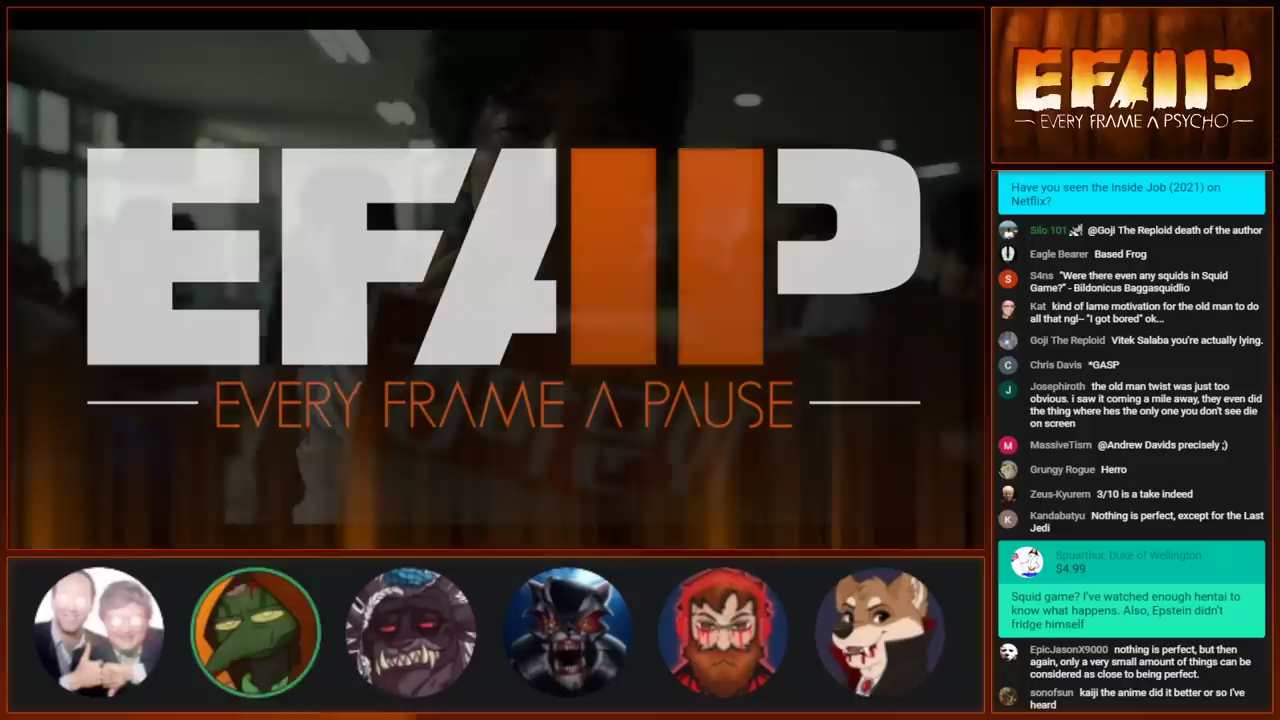 EFAP
EVERY FRAME A PAUSE
EFAP
EVERY FRAME A PSYCHO
Have you seen the Inside Job (2021) on
Netflix?
Silo 101 @Goji The Reploid death of the author
Eagle Bearer Based Frog
S S4ns "Were there even any squids in Squid
Game?" - Bildonicus Baggasquidlio
Kat kind of lame motivation for the old man to do
all that ngl-- "I got bored" ok...
Goji The Reploid Vitek Salaba you're actually lying.
C Chris Davis *GASP
J Josephiroth the old man twist was just too
obvious. i saw it coming a mile away, they even did
the thing where hes the only one you don't see die
on screen
M MassiveTism @Andrew Davids precisely ;)
Grungy Rogue Herro
Zeus-Kyurem 3/10 is a take indeed
K Kandabatyu Nothing is perfect, except for the Last
Jedi
Spuarthur, Duke of Wellington
$4.99
Squid game? I've watched enough hentai to
know what happens. Also, Epstein didn't
fridge himself
EpicJasonX9000 nothing is perfect, but then
again, only a very small amount of things can be
considered as close to being perfect.
sonofsun kaiji the anime did it better or so I've
heard